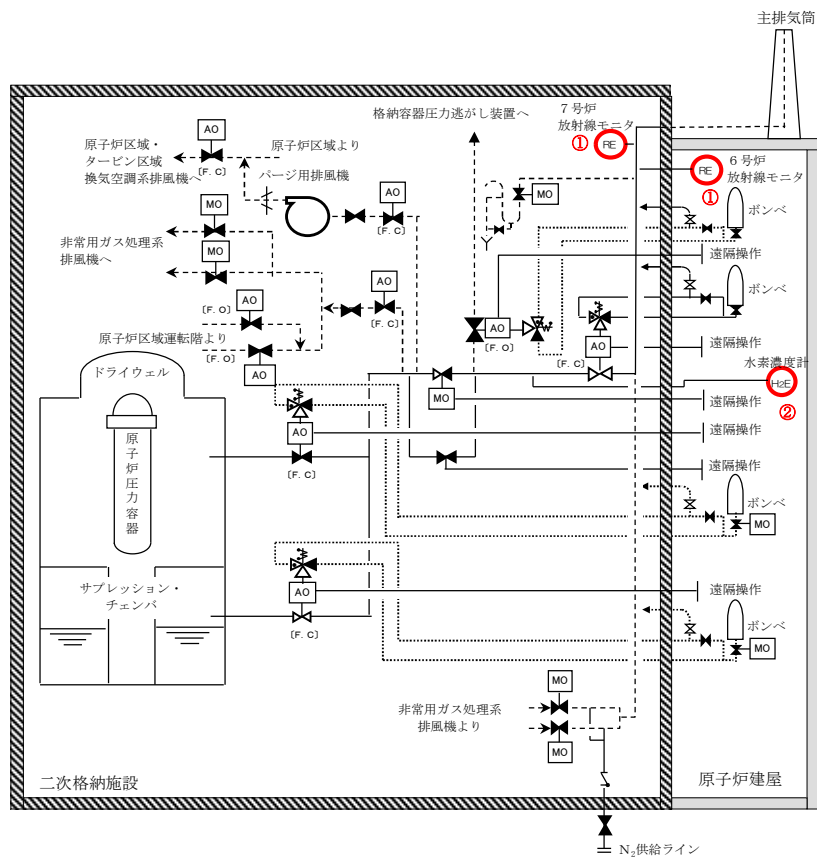 主排気筒
格納容器圧力逃がし装置へ
7号炉
放射線モニタ
①
RE
6号炉
放射線モニタ
RE
①
AO
[F. C]
原子炉区域・
タービン区域
換気空調系排風機へ
原子炉区域より
パージ用排風機
AO
[F. C]
MO
ボンベ
MO
MO
非常用ガス処理系
排風機へ
遠隔操作
AO
[F. C]
ボンベ
[F. O]
AO
AO
[F. O]
原子炉区域運転階より
[F. O]
AO
AO
[F. C]
遠隔操作
水素濃度計
H2E
②
ドライウェル
MO
遠隔操作
AO
[F. C]
遠隔操作
原子炉圧力容器
遠隔操作
ボンベ
MO
サプレッション・
チェンバ
AO
[F. C]
遠隔操作
ボンベ
MO
MO
非常用ガス処理系
排風機より
MO
二次格納施設
原子炉建屋
N₂供給ライン